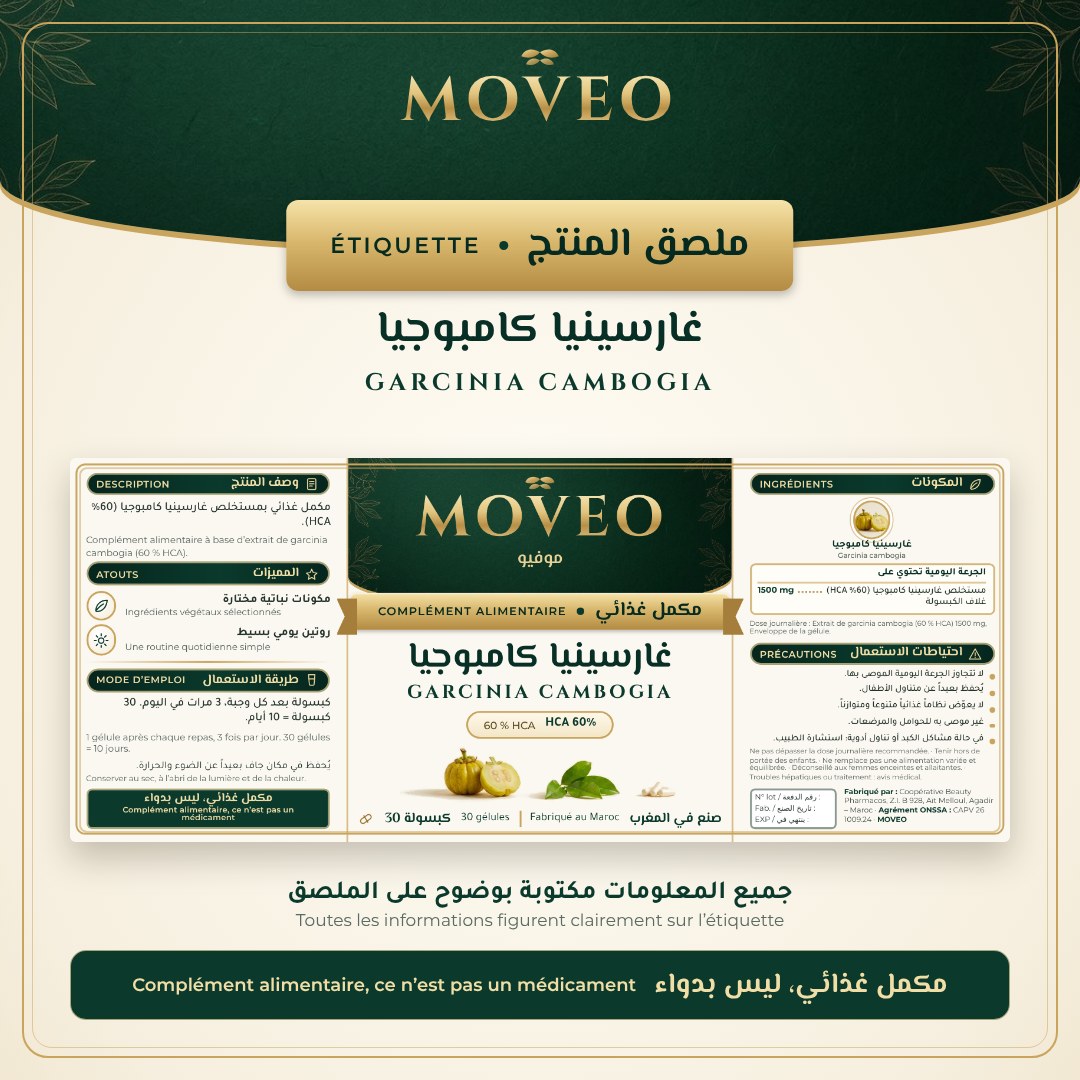 MOVEO
ÉTIQUETTE • ملصق المنتج
غارسينيا كامبوجيا
GARCINIA CAMBOGIA
DESCRIPTION وصف المنتج
مكمل غذائي بمستخلص غارسينيا كامبوجيا (60%
HCA).
Complément alimentaire à base d’extrait de garcinia
cambogia (60 % HCA).
ATOUTS المميزات
مكونات نباتية مختارة
Ingrédients végétaux sélectionnés
روتين يومي بسيط
Une routine quotidienne simple
MODE D’EMPLOI طريقة الاستعمال
كبسولة بعد كل وجبة، 3 مرات في اليوم. 30
كبسولة = 10 أيام.
1 gélule après chaque repas, 3 fois par jour. 30 gélules
= 10 jours.
يُحفظ في مكان جاف بعيداً عن الضوء والحرارة.
Conserver au sec, à l’abri de la lumière et de la chaleur.
مكمل غذائي، ليس بدواء
Complément alimentaire, ce n’est pas un
médicament
MOVEO
موفيو
COMPLÉMENT ALIMENTAIRE • مكمل غذائي
غارسينيا كامبوجيا
GARCINIA CAMBOGIA
60 % HCA HCA 60%
30 كبسولة 30 gélules | Fabriqué au Maroc صنع في المغرب
INGRÉDIENTS المكونات
غارسينيا كامبوجيا
Garcinia cambogia
الجرعة اليومية تحتوي على
مستخلص غارسينيا كامبوجيا (60% HCA) ....... 1500 mg
غلاف الكبسولة
Dose journalière : Extrait de garcinia cambogia (60 % HCA) 1500 mg,
Enveloppe de la gélule.
PRÉCAUTIONS احتياطات الاستعمال
لا تتجاوز الجرعة اليومية الموصى بها.
يُحفظ بعيداً عن متناول الأطفال.
لا يعوّض نظاماً غذائياً متنوعاً ومتوازناً.
غير موصى به للحوامل والمرضعات.
في حالة مشاكل الكبد أو تناول أدوية: استشارة الطبيب.
Ne pas dépasser la dose journalière recommandée. · Tenir hors de
portée des enfants. · Ne remplace pas une alimentation variée et
équilibrée. · Déconseillé aux femmes enceintes et allaitantes.
Troubles hépatiques ou traitement : avis médical.
N° lot / رقم الدفعة :
Fab. / تاريخ الصنع :
EXP / ينتهي في :
Fabriqué par : Coopérative Beauty
Pharmacos, Z.I. B 928, Ait Melloul, Agadir
– Maroc · Agrément ONSSA : CAPV 26
1009.24 · MOVEO
جميع المعلومات مكتوبة بوضوح على الملصق
Toutes les informations figurent clairement sur l’étiquette
Complément alimentaire, ce n’est pas un médicament مكمل غذائي، ليس بدواء